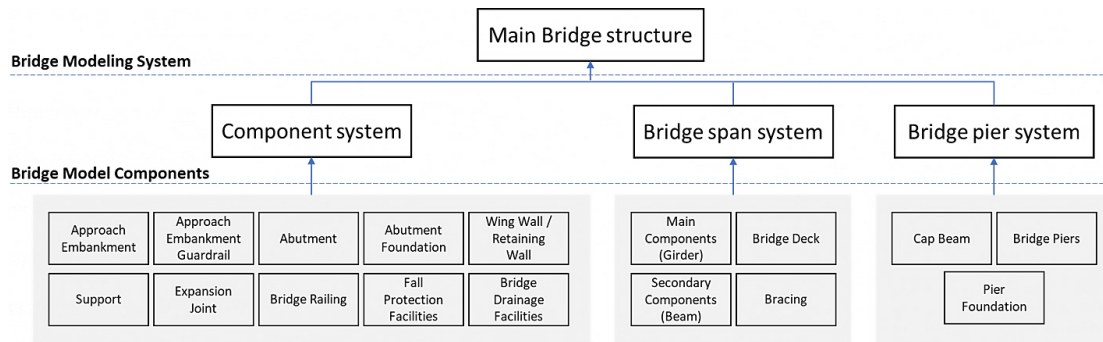 Main Bridge structure
Bridge Modeling System
Component system
Bridge span system
Bridge pier system
Bridge Model Components
Approach
Embankment
Approach
Embankment
Guardrail
Abutment
Abutment
Foundation
Wing Wall /
Retaining
Wall
Support
Expansion
Joint
Bridge Railing
Fall
Protection
Facilities
Bridge
Drainage
Facilities
Main
Components
(Girder)
Bridge Deck
Secondary
Components
(Beam)
Bracing
Cap Beam
Bridge Piers
Pier
Foundation